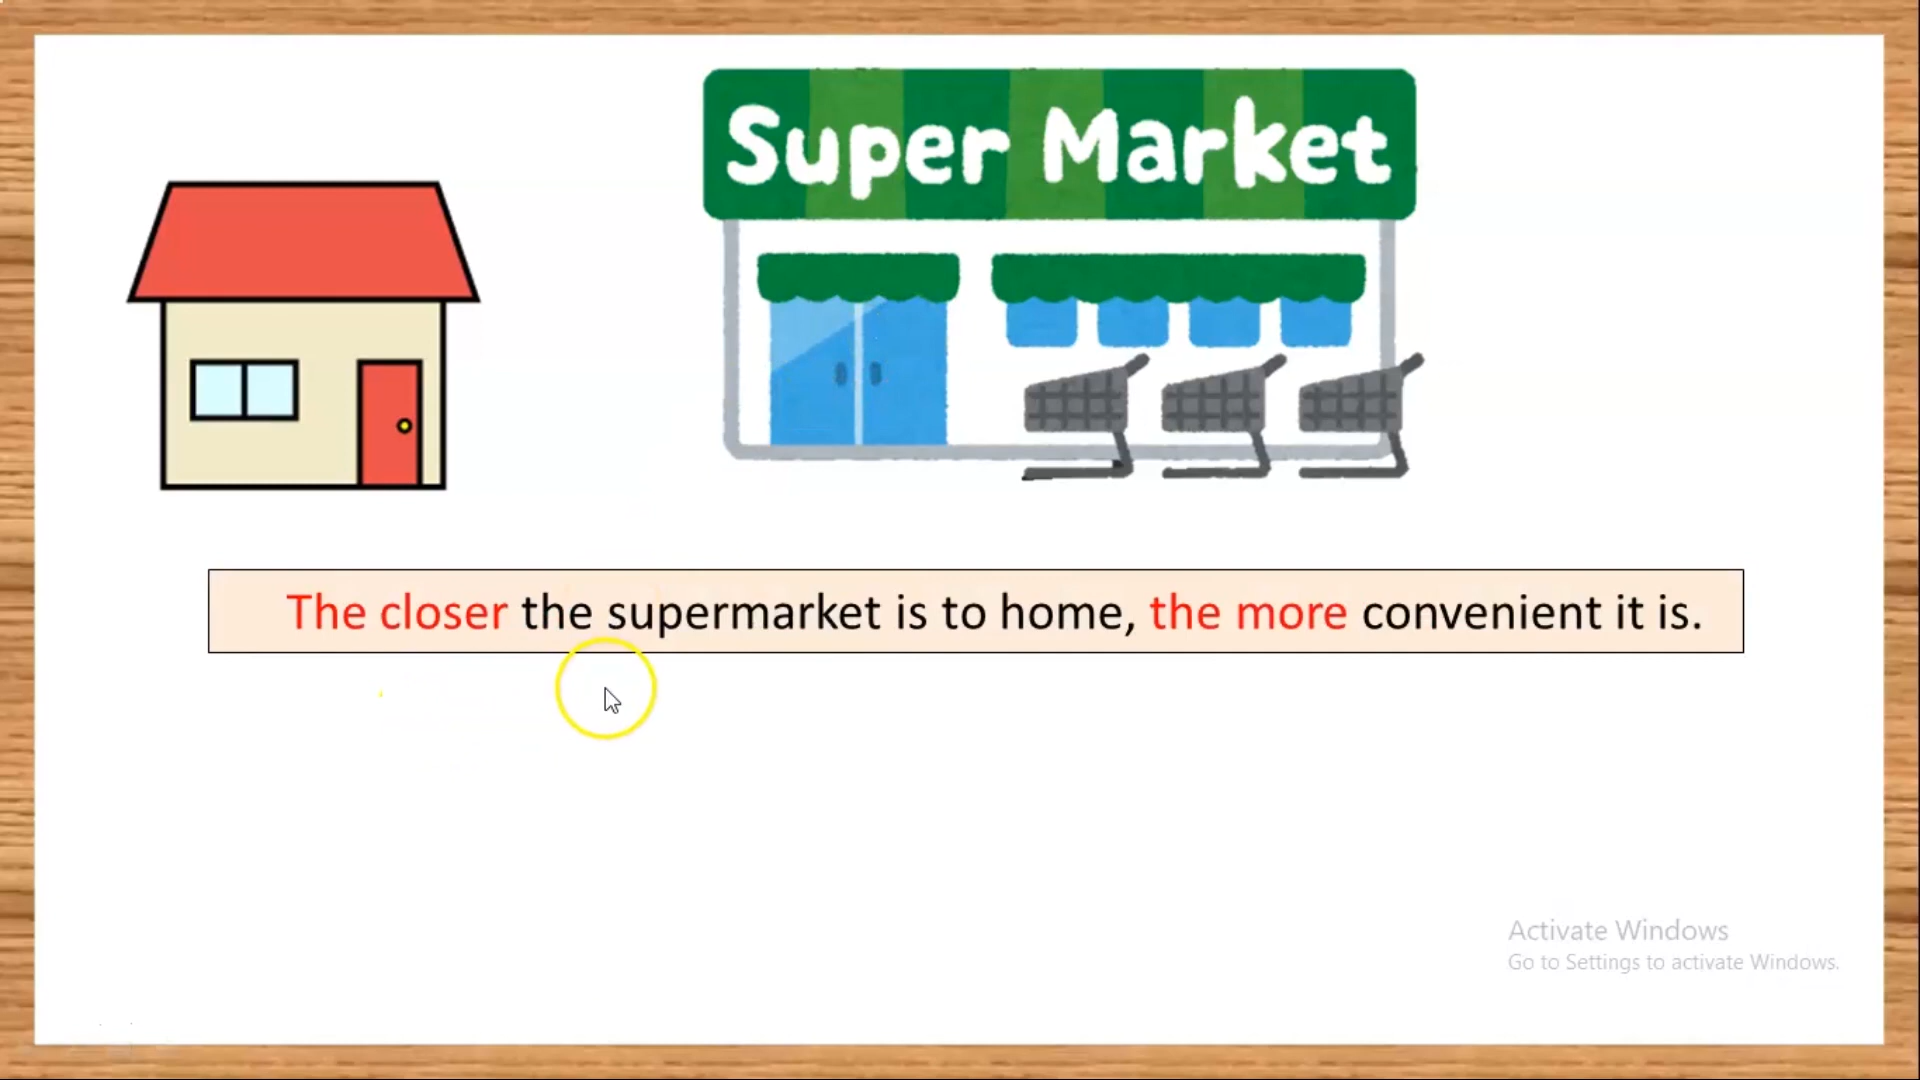 Super Market
The closer the supermarket is to home, the more convenient it is.
Activate Windows
Go to Settings to activate Windows.